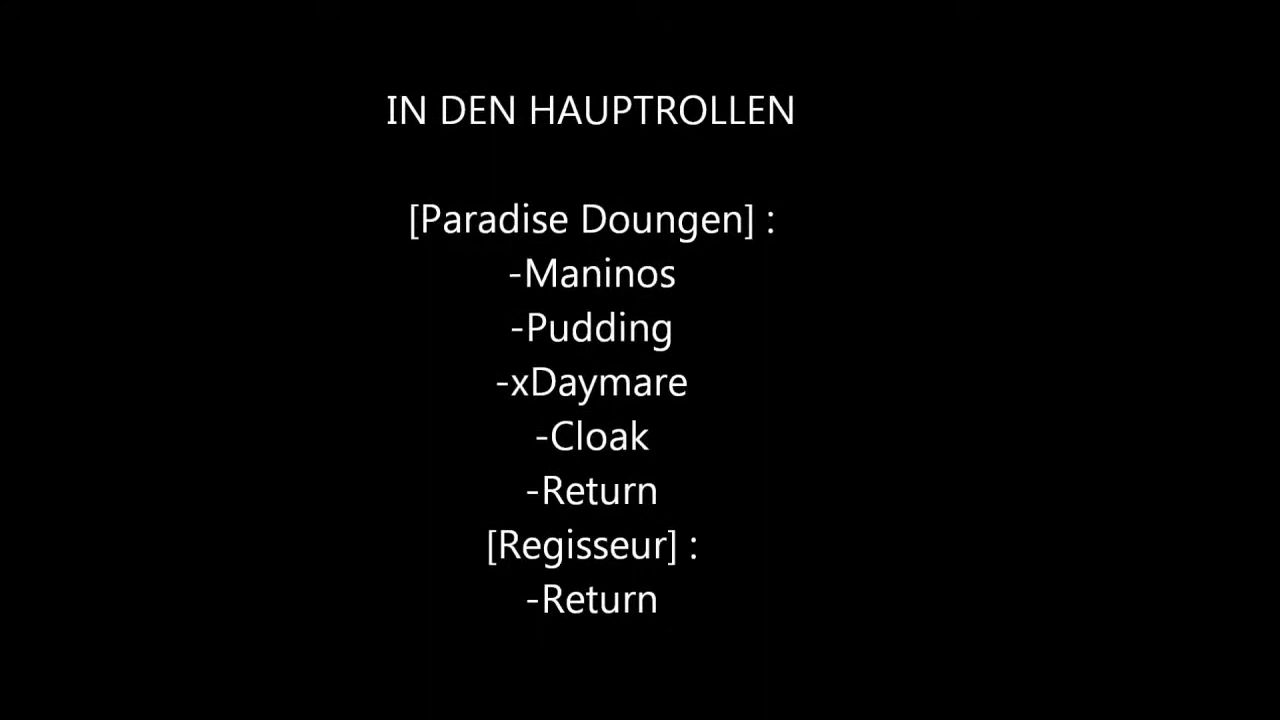 IN DEN HAUPTROLLEN
[Paradise Doungen] :
-Maninos
-Pudding
-xDaymare
-Cloak
-Return
[Regisseur] :
-Return